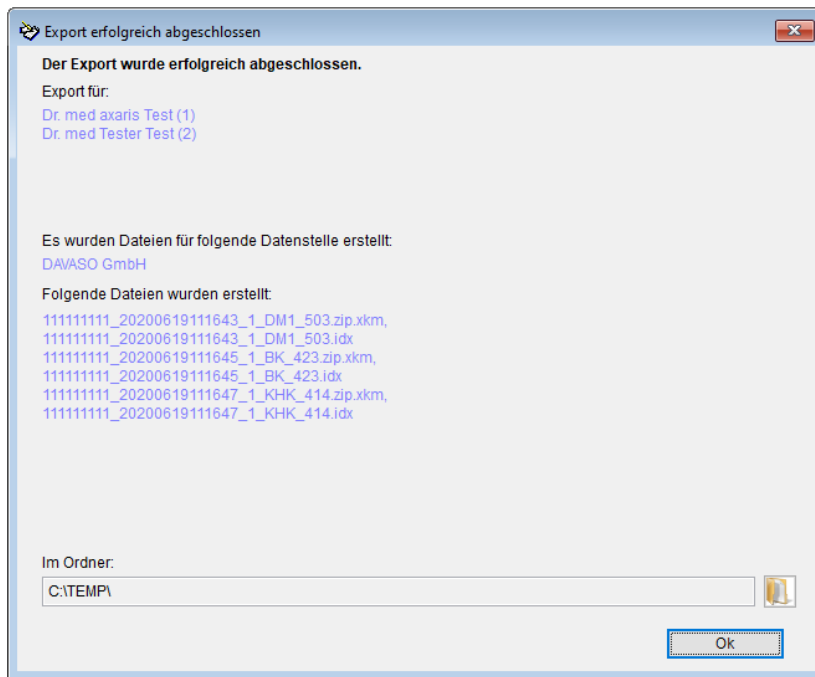 Export erfolgreich abgeschlossen
Der Export wurde erfolgreich abgeschlossen.
Export für:
Dr. med axaris Test (1)
Dr. med Tester Test (2)
Es wurden Dateien für folgende Datenstelle erstellt:
DAVASO GmbH
Folgende Dateien wurden erstellt:
111111111_20200619111643_1_DM1_503.zip.xkm,
111111111_20200619111643_1_DM1_503.idx
111111111_20200619111645_1_BK_423.zip.xkm,
111111111_20200619111645_1_BK_423.idx
111111111_20200619111647_1_KHK_414.zip.xkm,
111111111_20200619111647_1_KHK_414.idx
Im Ordner:
C:\TEMP\
Ok